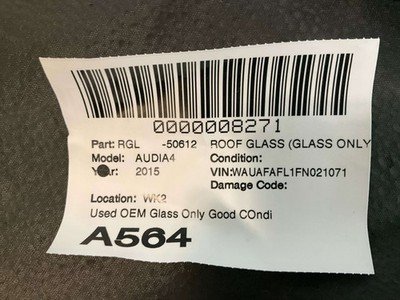 0000008271
Part: RGL -50612 ROOF GLASS (GLASS ONLY
Model: AUDIA4 Condition:
Year: 2015 VIN:WAUAFAFL1FN021071
Damage Code:
Location: WK2
Used OEM Glass Only Good COndi
A564